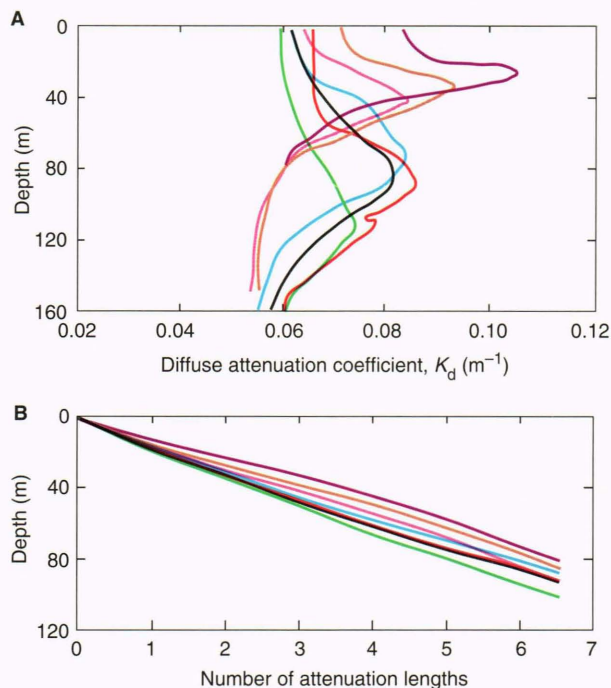 A
0
40
80
120
160
Depth (m)
0.02 0.04 0.06 0.08 0.10 0.12
Diffuse attenuation coefficient, K_d (m⁻¹)
B
0
40
80
120
Depth (m)
0 1 2 3 4 5 6 7
Number of attenuation lengths